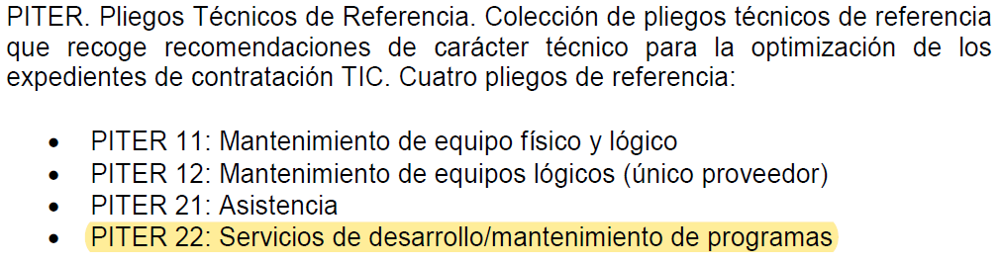 PITER. Pliegos Técnicos de Referencia. Colección de pliegos técnicos de referencia
que recoge recomendaciones de carácter técnico para la optimización de los
expedientes de contratación TIC. Cuatro pliegos de referencia:
• PITER 11: Mantenimiento de equipo físico y lógico
• PITER 12: Mantenimiento de equipos lógicos (único proveedor)
• PITER 21: Asistencia
• PITER 22: Servicios de desarrollo/mantenimiento de programas